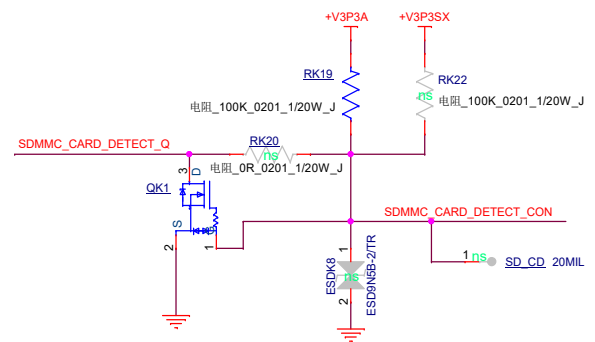 +V3P3A
+V3P3SX
RK19
RK22
ns
电阻_100K_0201_1/20W_J
电阻_100K_0201_1/20W_J
SDMMC_CARD_DETECT_Q
RK20
ns
电阻_0R_0201_1/20W_J
3
D
QK1
S
G
2
1
SDMMC_CARD_DETECT_CON
1
ns
SD_CD 20MIL
ESDK8
1
ns
2
ESD9N5B-2/TR